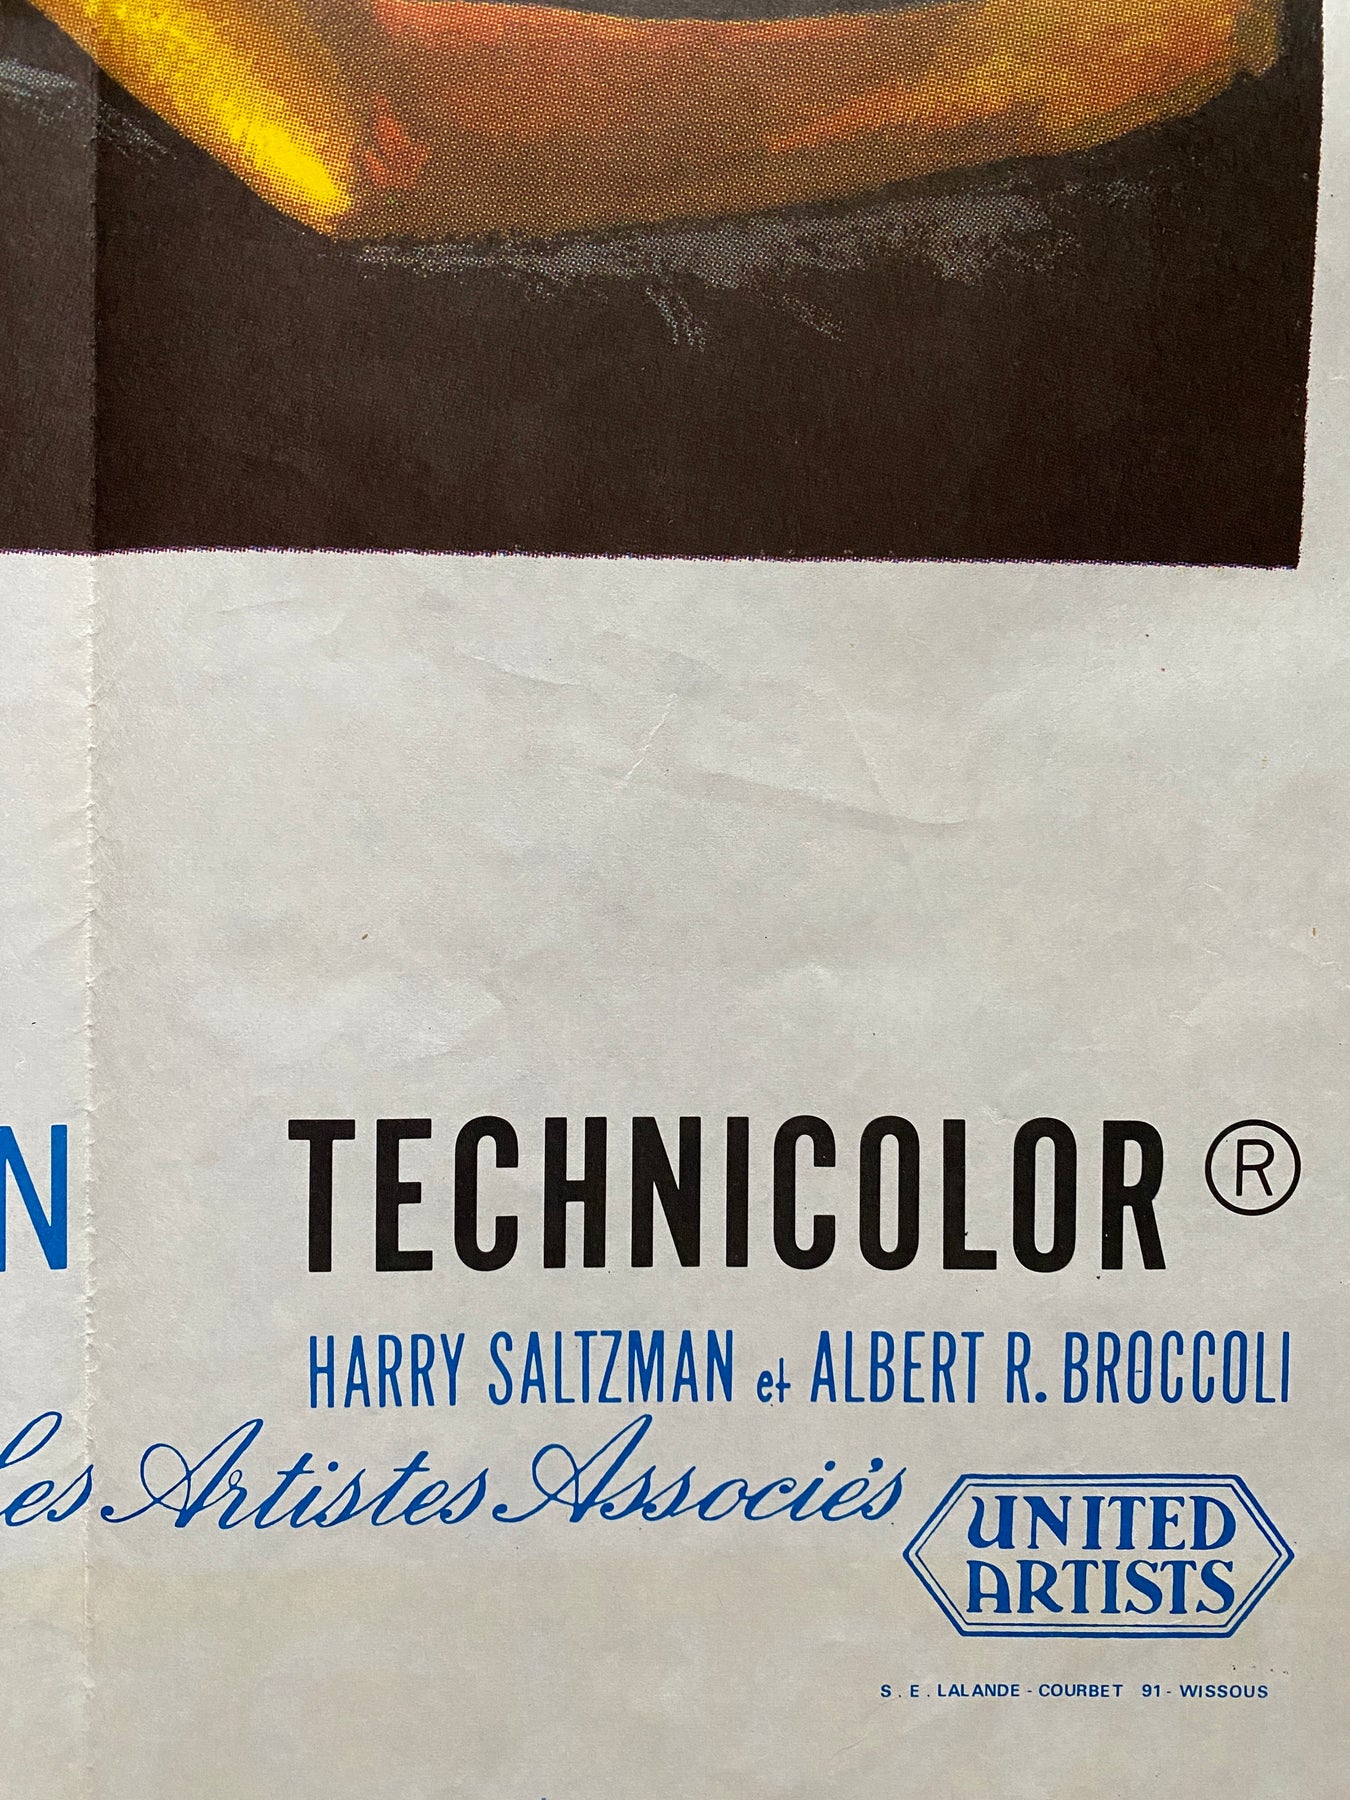 N TECHNICOLOR ®
HARRY SALTZMAN et ALBERT R. BROCCOLI
les Artistes Associés
UNITED
ARTISTS
S. E. LALANDE - COURBET 91 - WISSOUS